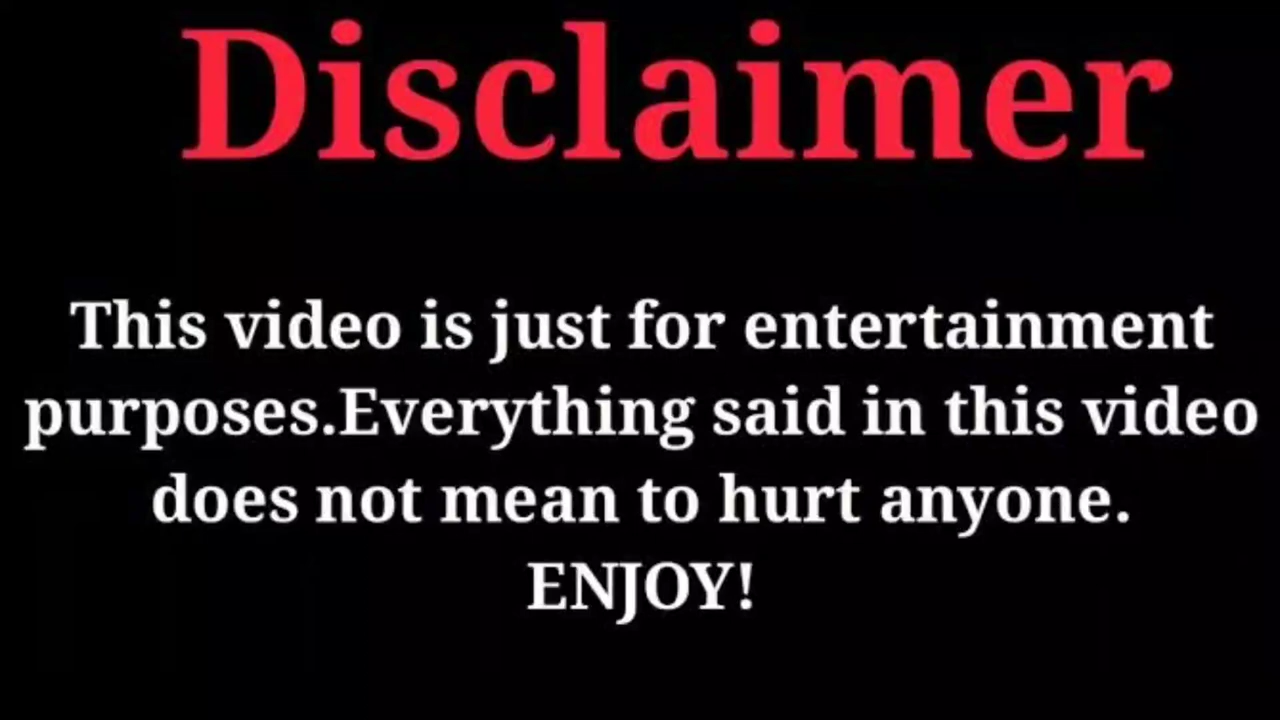 Disclaimer
This video is just for entertainment
purposes.Everything said in this video
does not mean to hurt anyone.
ENJOY!